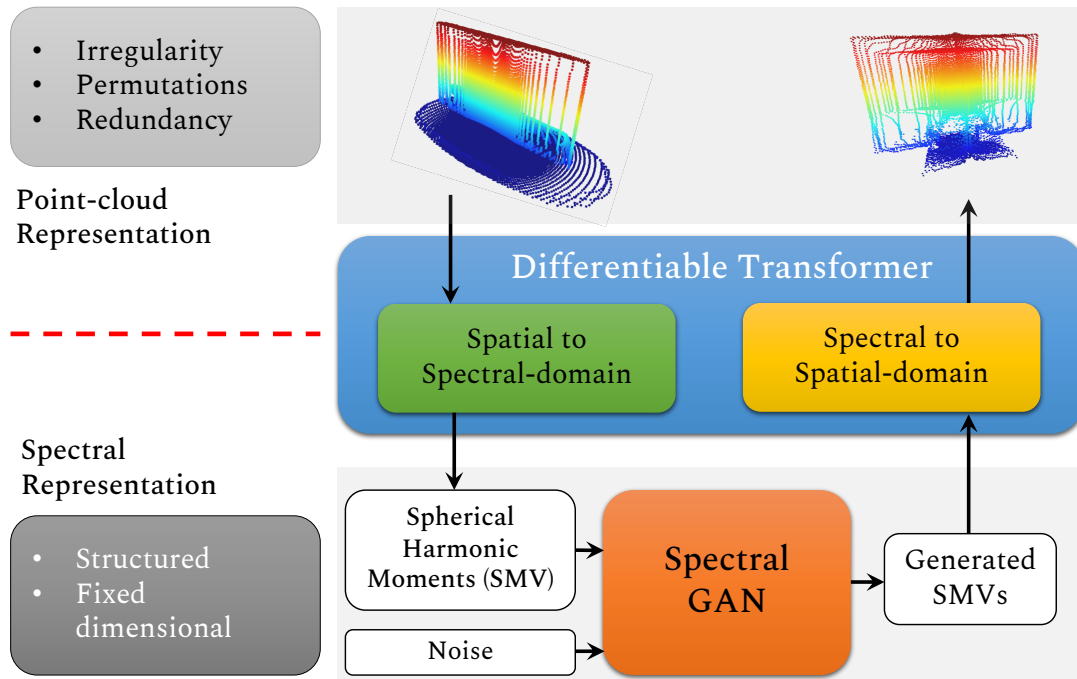 • Irregularity
• Permutations
• Redundancy
Point-cloud
Representation
Differentiable Transformer
Spatial to
Spectral-domain
Spectral to
Spatial-domain
Spectral
Representation
• Structured
• Fixed
dimensional
Spherical
Harmonic
Moments (SMV)
Noise
Spectral
GAN
Generated
SMVs